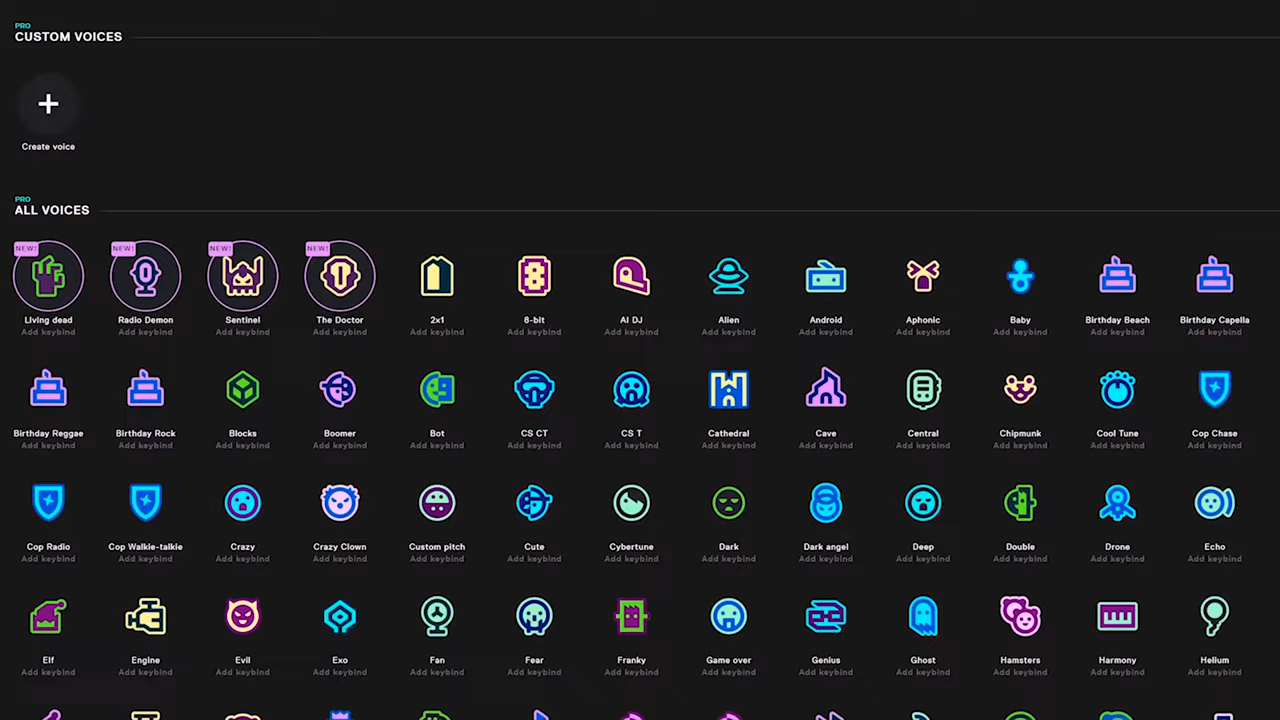 PRO
CUSTOM VOICES
+
Create voice
PRO
ALL VOICES
NEW! NEW! NEW! NEW!
Living dead Radio Demon Sentinel The Doctor 2x1 8-bit AI DJ Alien Android Aphonic Baby Birthday Beach Birthday Capella
Add keybind Add keybind Add keybind Add keybind Add keybind Add keybind Add keybind Add keybind Add keybind Add keybind Add keybind Add keybind Add keybind
Birthday Reggae Birthday Rock Blocks Boomer Bot CS CT CS T Cathedral Cave Central Chipmunk Cool Tune Cop Chase
Add keybind Add keybind Add keybind Add keybind Add keybind Add keybind Add keybind Add keybind Add keybind Add keybind Add keybind Add keybind Add keybind
Cop Radio Cop Walkie-talkie Crazy Crazy Clown Custom pitch Cute Cybertune Dark Dark angel Deep Double Drone Echo
Add keybind Add keybind Add keybind Add keybind Add keybind Add keybind Add keybind Add keybind Add keybind Add keybind Add keybind Add keybind Add keybind
Elf Engine Evil Exo Fan Fear Franky Game over Genius Ghost Hamsters Harmony Helium
Add keybind Add keybind Add keybind Add keybind Add keybind Add keybind Add keybind Add keybind Add keybind Add keybind Add keybind Add keybind Add keybind